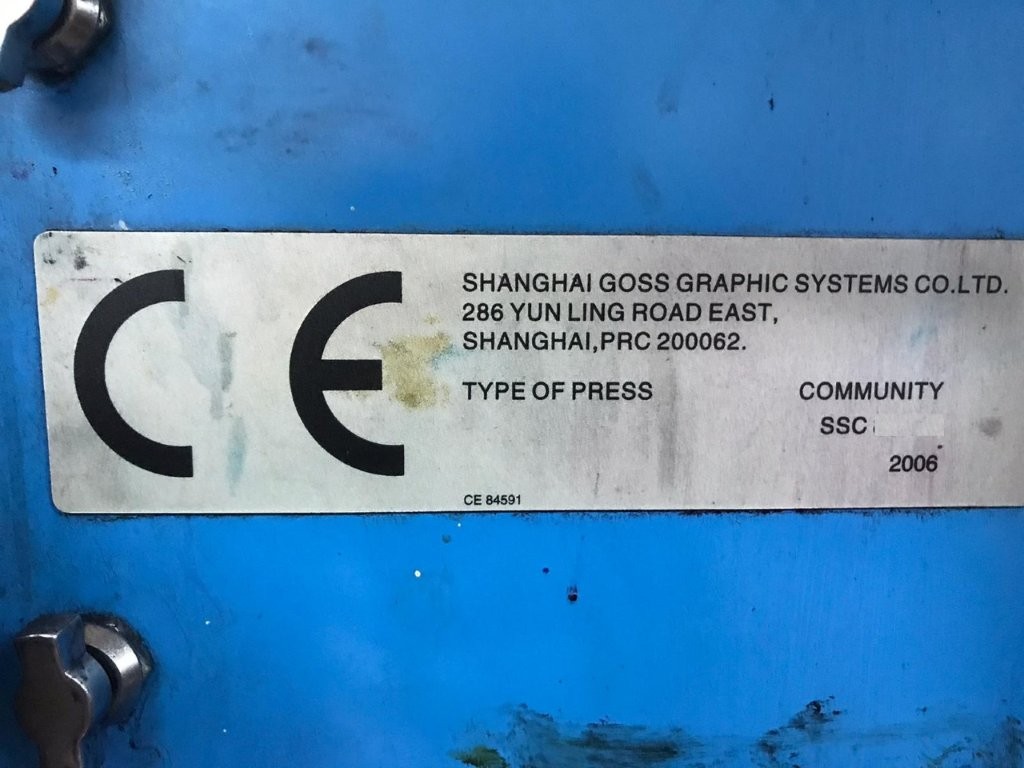 CE
SHANGHAI GOSS GRAPHIC SYSTEMS CO.LTD.
286 YUN LING ROAD EAST,
SHANGHAI,PRC 200062.
TYPE OF PRESS COMMUNITY
SSC
2006
CE 84591